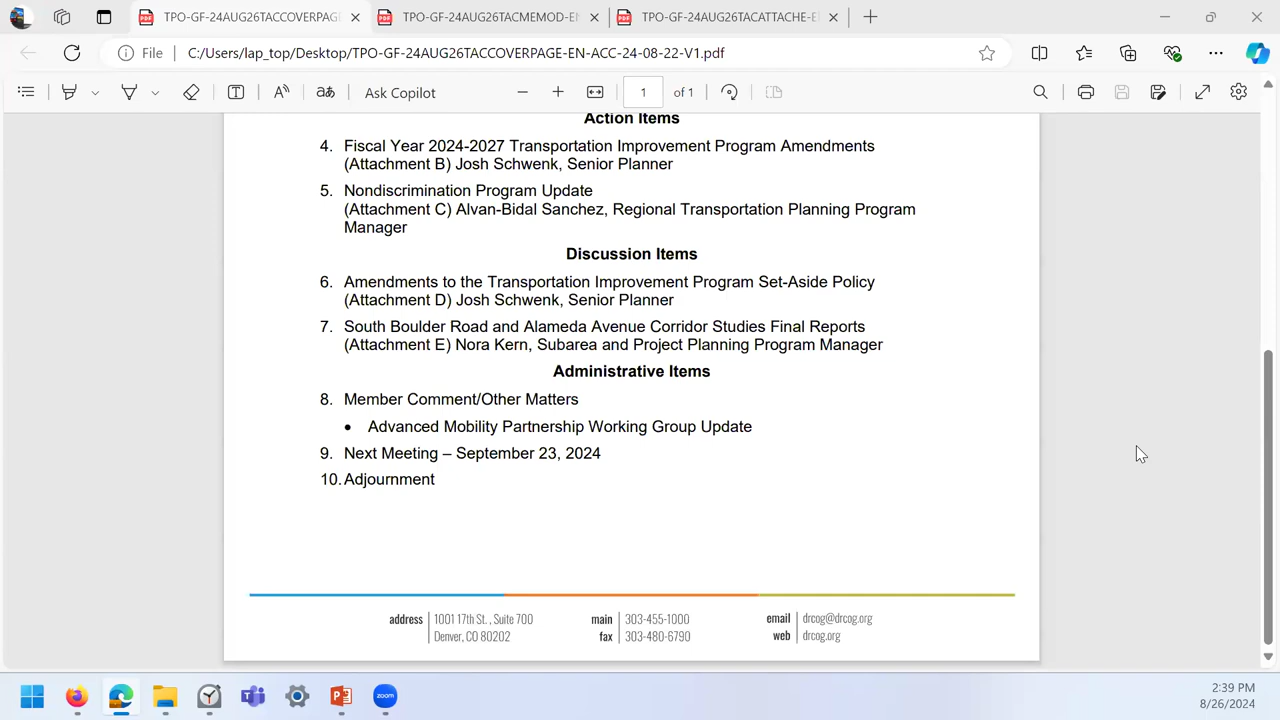 TPO-GF-24AUG26TACCOVERPAGE
TPO-GF-24AUG26TACMEMOD-E
TPO-GF-24AUG26TACATTACHE-E
File
C:/Users/lap_top/Desktop/TPO-GF-24AUG26TACCOVERPAGE-EN-ACC-24-08-22-V1.pdf
Ask Copilot
1 of 1
Action Items
4. Fiscal Year 2024-2027 Transportation Improvement Program Amendments
(Attachment B) Josh Schwenk, Senior Planner
5. Nondiscrimination Program Update
(Attachment C) Alvan-Bidal Sanchez, Regional Transportation Planning Program
Manager
Discussion Items
6. Amendments to the Transportation Improvement Program Set-Aside Policy
(Attachment D) Josh Schwenk, Senior Planner
7. South Boulder Road and Alameda Avenue Corridor Studies Final Reports
(Attachment E) Nora Kern, Subarea and Project Planning Program Manager
Administrative Items
8. Member Comment/Other Matters
• Advanced Mobility Partnership Working Group Update
9. Next Meeting – September 23, 2024
10. Adjournment
address 1001 17th St., Suite 700
Denver, CO 80202
main 303-455-1000
fax 303-480-6790
email drcog@drcog.org
web drcog.org
zoom
2:39 PM
8/26/2024